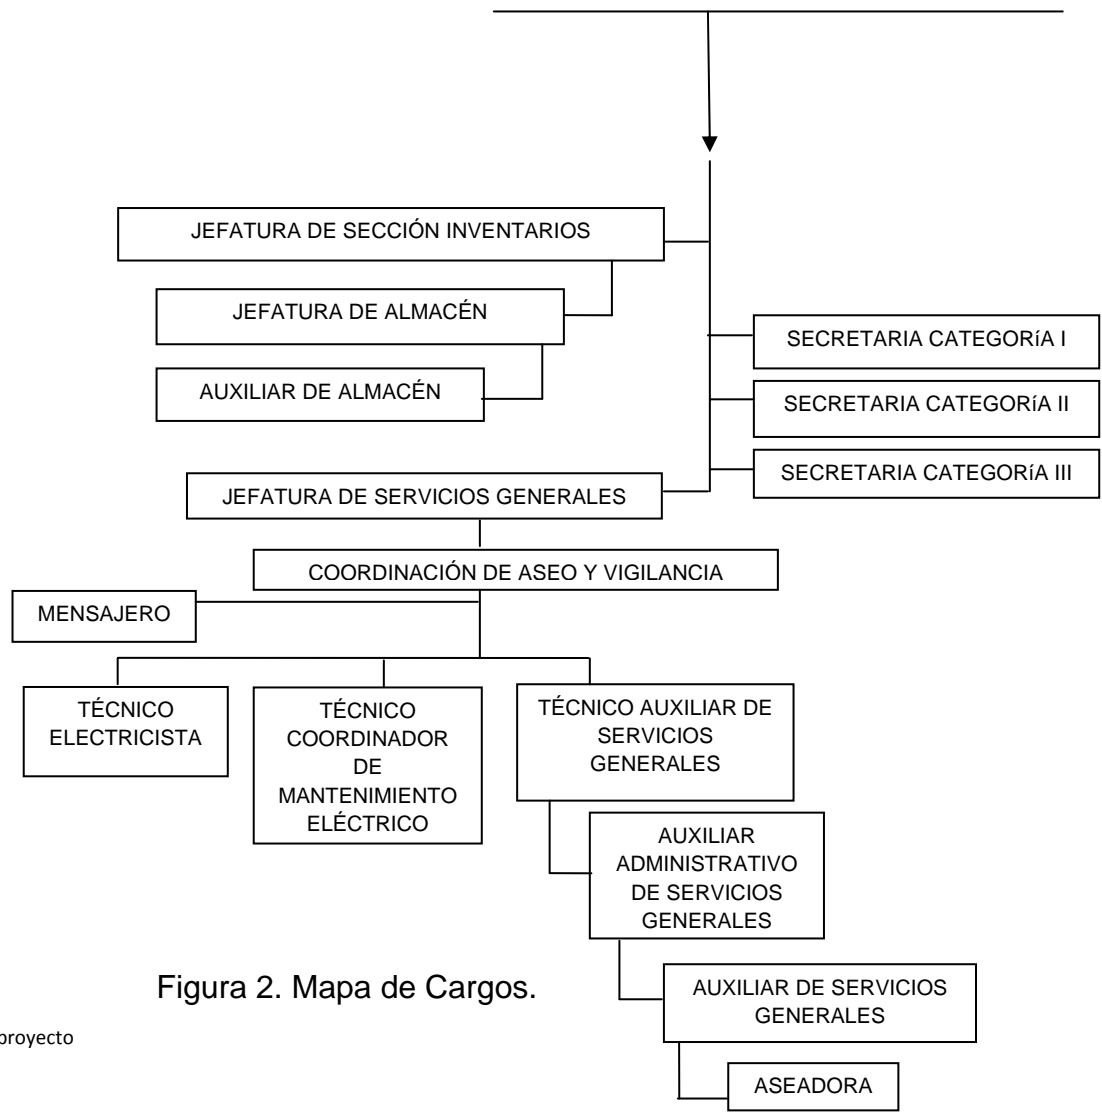 JEFATURA DE SECCIÓN INVENTARIOS
JEFATURA DE ALMACÉN
AUXILIAR DE ALMACÉN
SECRETARIA CATEGORíA I
SECRETARIA CATEGORíA II
SECRETARIA CATEGORíA III
JEFATURA DE SERVICIOS GENERALES
COORDINACIÓN DE ASEO Y VIGILANCIA
MENSAJERO
TÉCNICO
ELECTRICISTA
TÉCNICO
COORDINADOR
DE
MANTENIMIENTO
ELÉCTRICO
TÉCNICO AUXILIAR DE
SERVICIOS
GENERALES
AUXILIAR
ADMINISTRATIVO
DE SERVICIOS
GENERALES
AUXILIAR DE SERVICIOS
GENERALES
ASEADORA
Figura 2. Mapa de Cargos.
proyecto